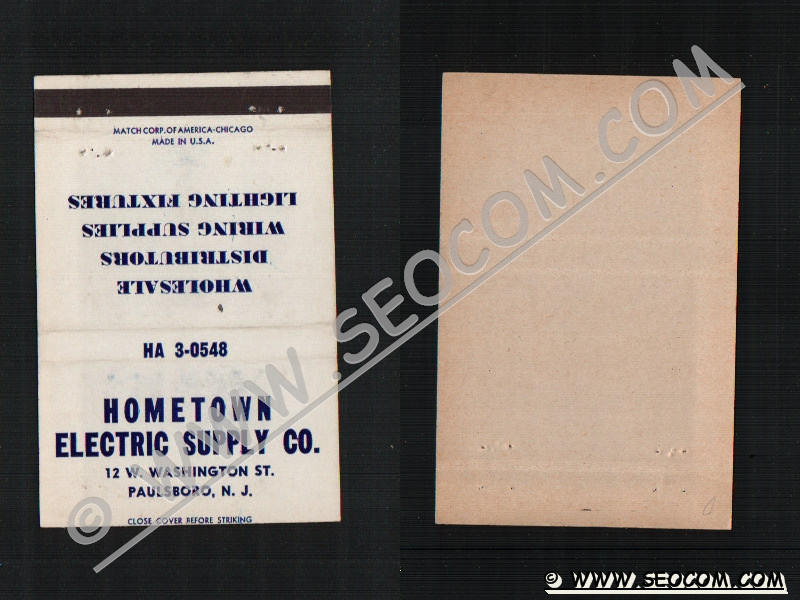 MATCH CORP. OF AMERICA-CHICAGO
MADE IN U.S.A.
WHOLESALE
DISTRIBUTORS
WIRING SUPPLIES
LIGHTING FIXTURES
HA 3-0548
HOMETOWN
ELECTRIC SUPPLY CO.
12 W. WASHINGTON ST.
PAULSBORO, N. J.
CLOSE COVER BEFORE STRIKING
© WWW.SEOCOM.COM
© WWW.SEOCOM.COM